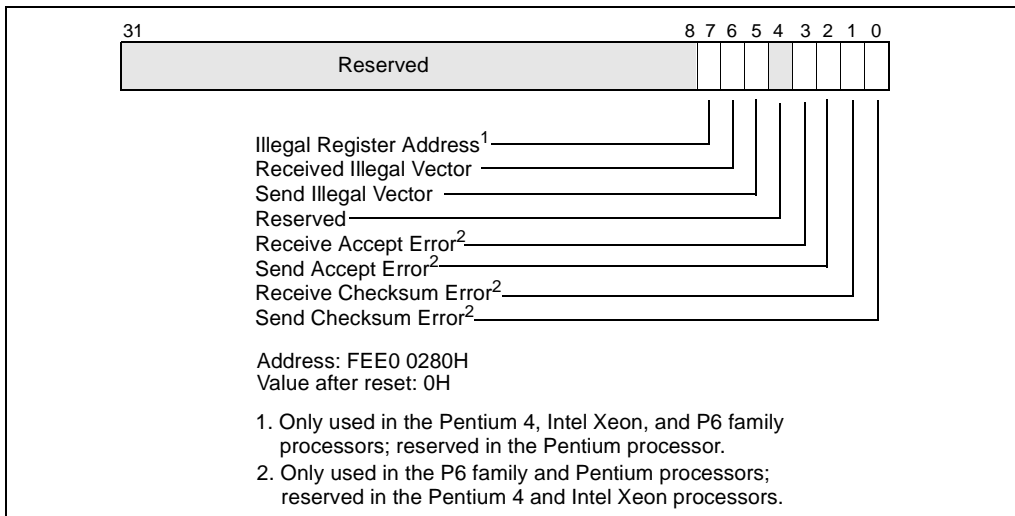 31 8 7 6 5 4 3 2 1 0
Reserved
Illegal Register Address1
Received Illegal Vector
Send Illegal Vector
Reserved
Receive Accept Error2
Send Accept Error2
Receive Checksum Error2
Send Checksum Error2
Address: FEE0 0280H
Value after reset: 0H
1. Only used in the Pentium 4, Intel Xeon, and P6 family
processors; reserved in the Pentium processor.
2. Only used in the P6 family and Pentium processors;
reserved in the Pentium 4 and Intel Xeon processors.